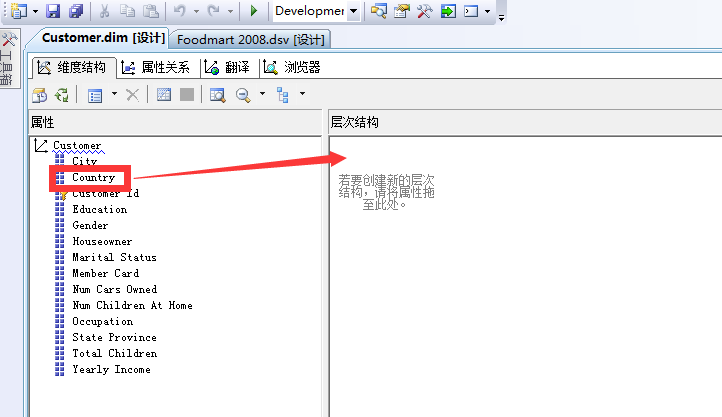 Developmen
Customer.dim [设计]
Foodmart 2008.dsv [设计]
工具箱
维度结构
属性关系
翻译
浏览器
属性
层次结构
Customer
City
Country
Customer Id
Education
Gender
Houseowner
Marital Status
Member Card
Num Cars Owned
Num Children At Home
Occupation
State Province
Total Children
Yearly Income
若要创建新的层次
结构，请将属性拖
至此处。